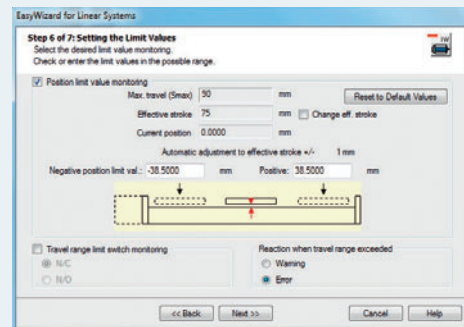 EasyWizard for Linear Systems
Step 6 of 7: Setting the Limit Values
Select the desired limit value monitoring.
Check or enter the limit values in the possible range.
Position limit value monitoring
Max. travel (Smax) 90 mm Reset to Default Values
Effective stroke 75 mm Change eff. stroke
Current position 0.0000 mm
Automatic adjustment to effective stroke +/- 1 mm
Negative position limit val.: -38.5000 mm Positive: 38.5000 mm
Travel range limit switch monitoring
N/C
N/O
Reaction when travel range exceeded
Warning
Error
<< Back Next >> Cancel Help